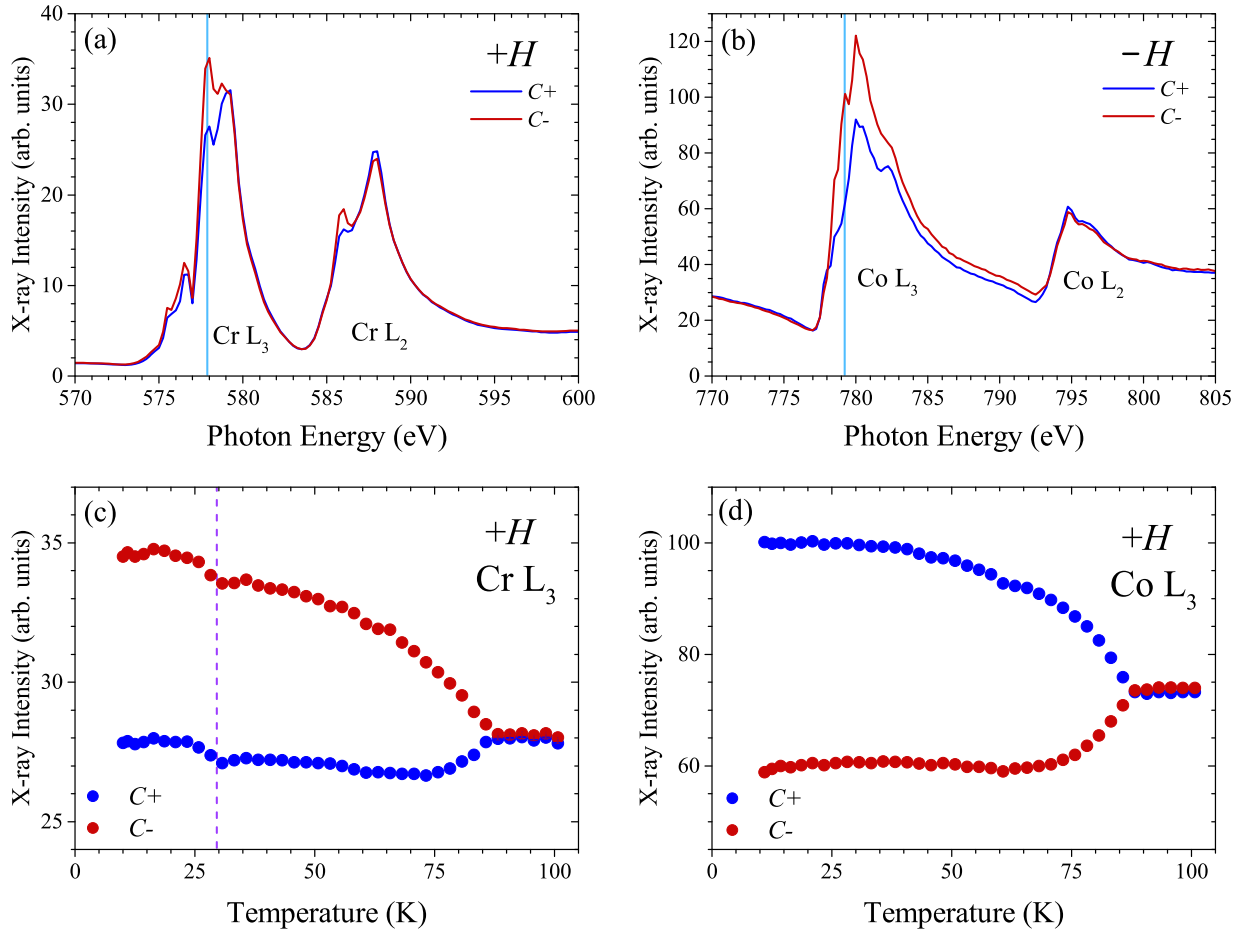 (a)
+H
C+
C-
Cr L3
Cr L2
40
30
20
10
0
570 575 580 585 590 595 600
X-ray Intensity (arb. units)
Photon Energy (eV)
(b)
−H
C+
C-
Co L3
Co L2
120
100
80
60
40
20
0
770 775 780 785 790 795 800 805
X-ray Intensity (arb. units)
Photon Energy (eV)
(c)
+H
Cr L3
C+
C-
35
30
25
0 25 50 75 100
X-ray Intensity (arb. units)
Temperature (K)
(d)
+H
Co L3
C+
C-
100
80
60
0 25 50 75 100
X-ray Intensity (arb. units)
Temperature (K)